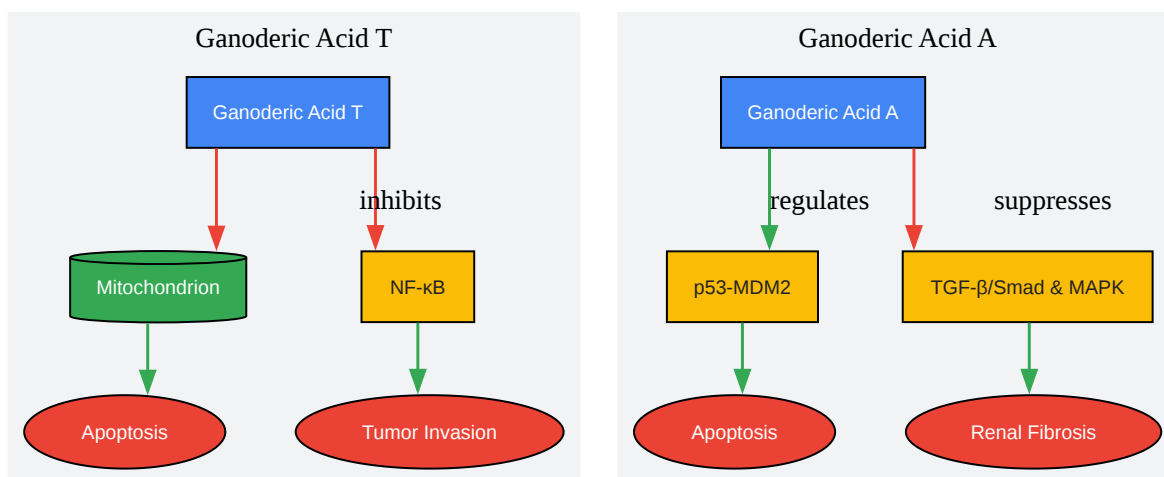 Ganoderic Acid T
Ganoderic Acid T
inhibits
Mitochondrion
NF-κB
Apoptosis
Tumor Invasion
Ganoderic Acid A
Ganoderic Acid A
regulates
suppresses
p53-MDM2
TGF-β/Smad & MAPK
Apoptosis
Renal Fibrosis